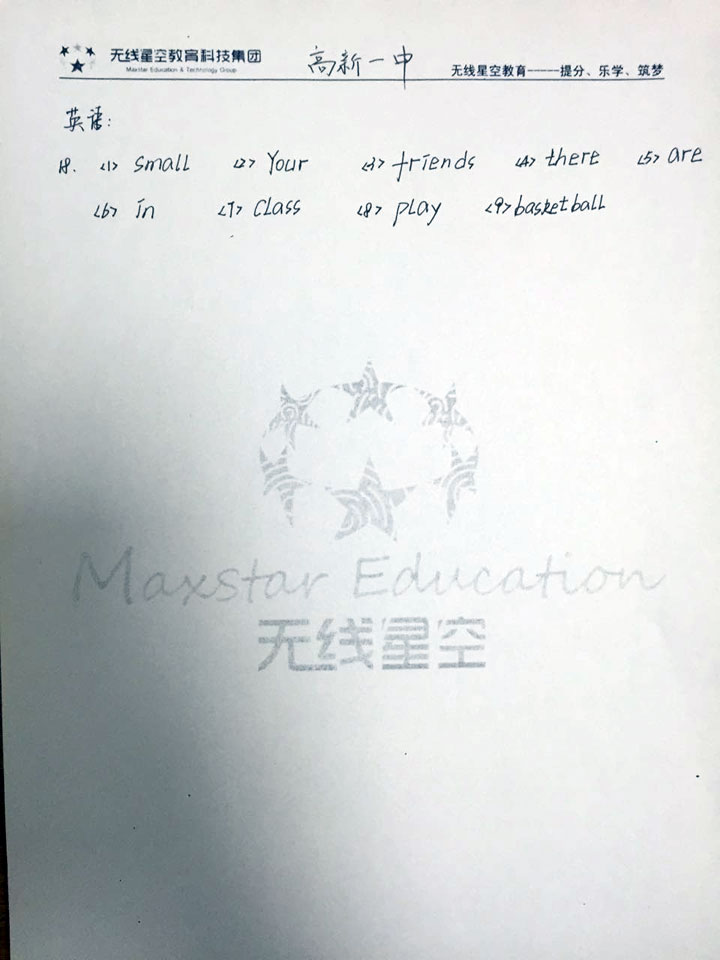 无线星空教育科技集团
Maxstar Education & Technology Group
高新一中
无线星空教育——提分、乐学、筑梦
英语:
18. <1> small <2> Your <3> friends <4> there <5> are
<6> in <7> class <8> play <9> basketball
Maxstar Education
无线星空